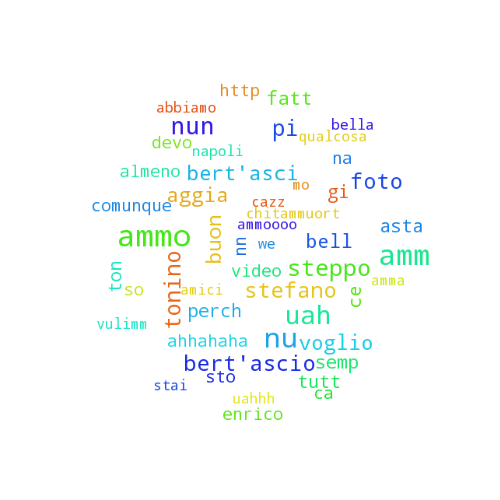 http
fatt
abbiamo
nun
pi
bella
qualcosa
devo
napoli
na
almeno
bert'asci
foto
mo
gi
aggia
cazz
comunque
chitammuort
buon
ammoooo
asta
ammo
nn
we
bell
amm
tonino
ton
video
steppo
amma
so
amici
stefano
ce
perch
uah
vulimm
nu
voglio
ahhahaha
bert'ascio
semp
sto
tutt
stai
ca
uahhh
enrico